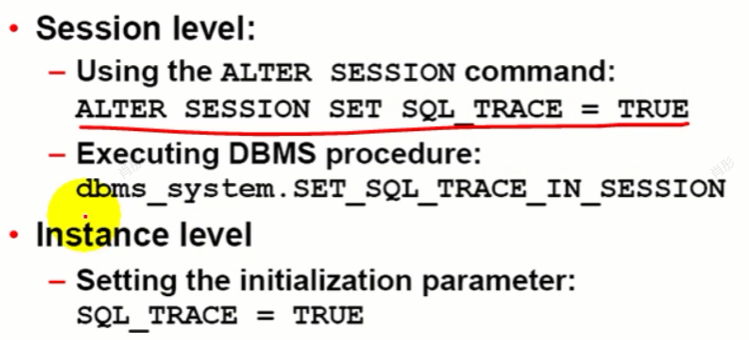 • Session level:
– Using the ALTER SESSION command:
ALTER SESSION SET SQL_TRACE = TRUE
– Executing DBMS procedure:
dbms_system.SET_SQL_TRACE_IN_SESSION
• Instance level
– Setting the initialization parameter:
SQL_TRACE = TRUE